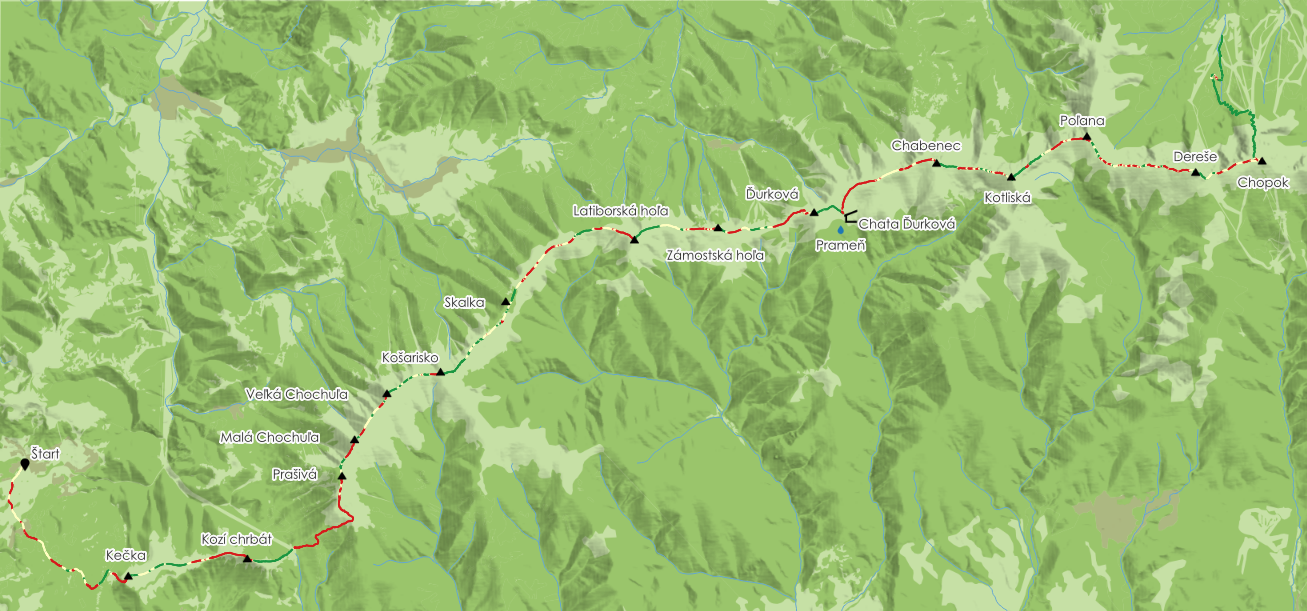 Poľana
Chabenec
Dereše
Chopok
Ďurková
Kotliská
Latiborská hoľa
Chata Ďurková
Prameň
Zámostská hoľa
Skalka
Košarisko
Veľká Chochuľa
Malá Chochuľa
Štart
Prašivá
Kozí chrbát
Kečka